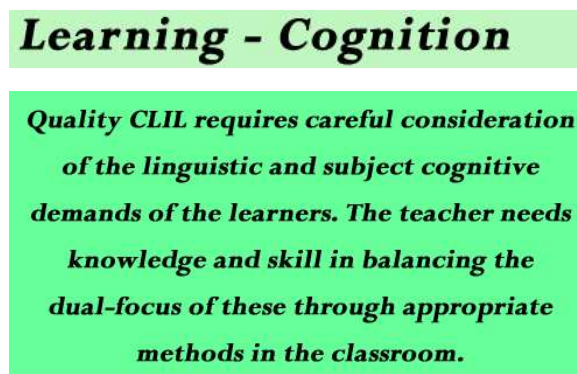 Learning - Cognition
Quality CLIL requires careful consideration
of the linguistic and subject cognitive
demands of the learners. The teacher needs
knowledge and skill in balancing the
dual-focus of these through appropriate
methods in the classroom.